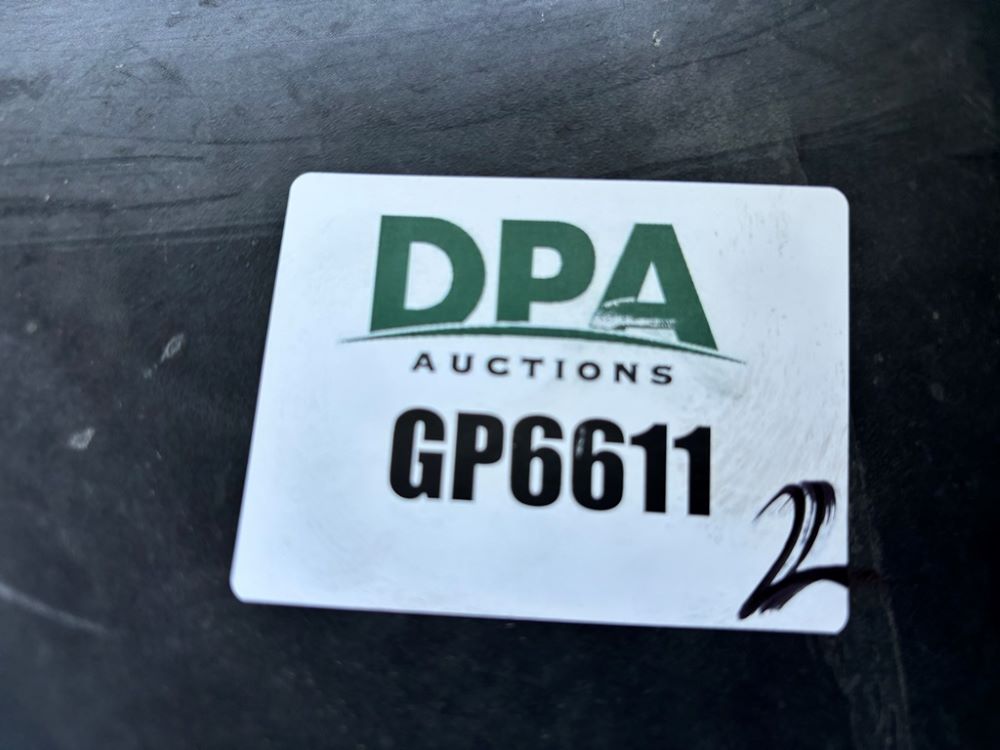 DPA
AUCTIONS
GP6611
2